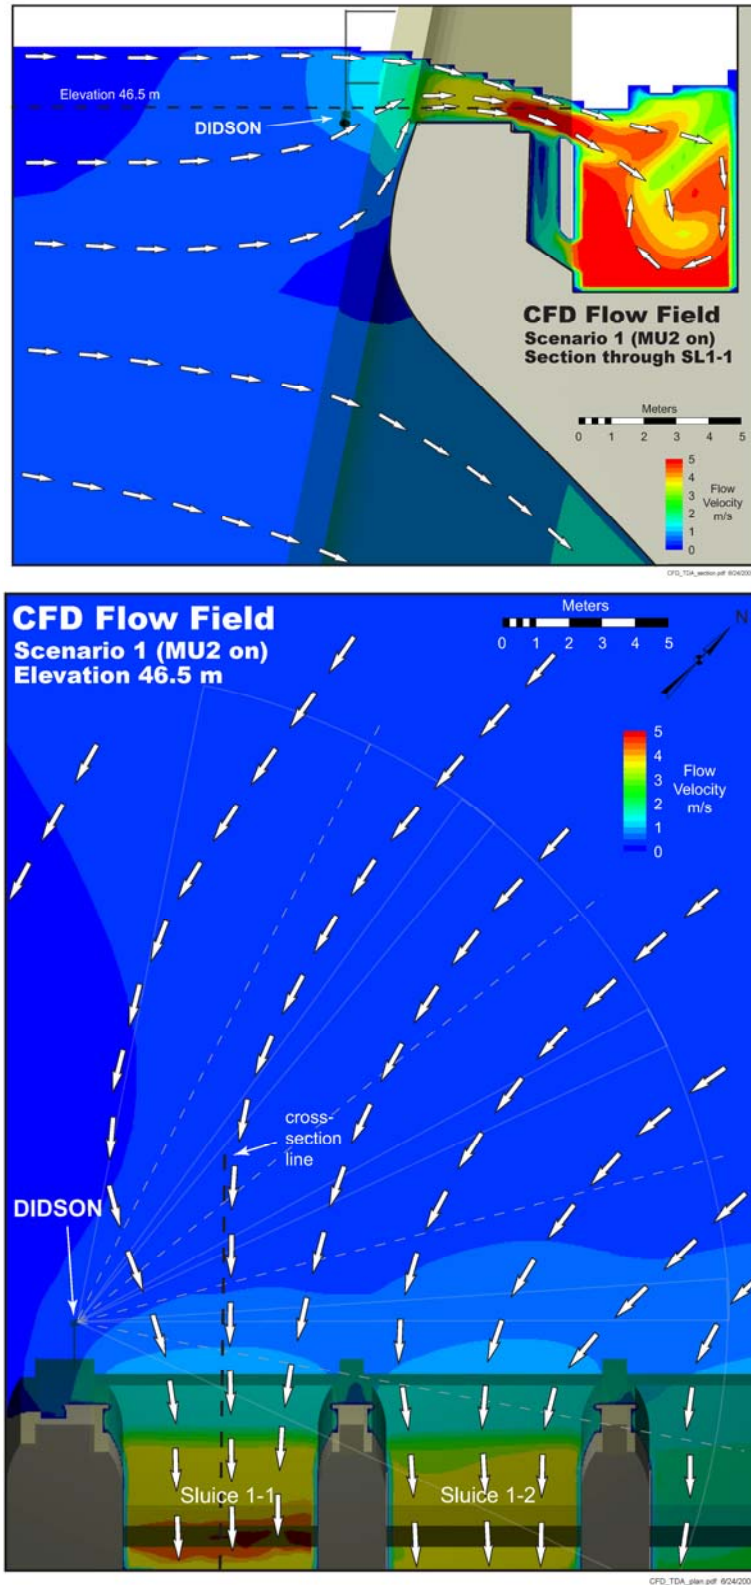 Elevation 46.5 m
DIDSON
CFD Flow Field
Scenario 1 (MU2 on)
Section through SL1-1
Meters
0 1 2 3 4 5
5
4
3
2
1
0
Flow
Velocity
m/s
CFD Flow Field
Scenario 1 (MU2 on)
Elevation 46.5 m
Meters
0 1 2 3 4 5
N
5
4
3
2
1
0
Flow
Velocity
m/s
cross-
section
line
DIDSON
Sluice 1-1
Sluice 1-2